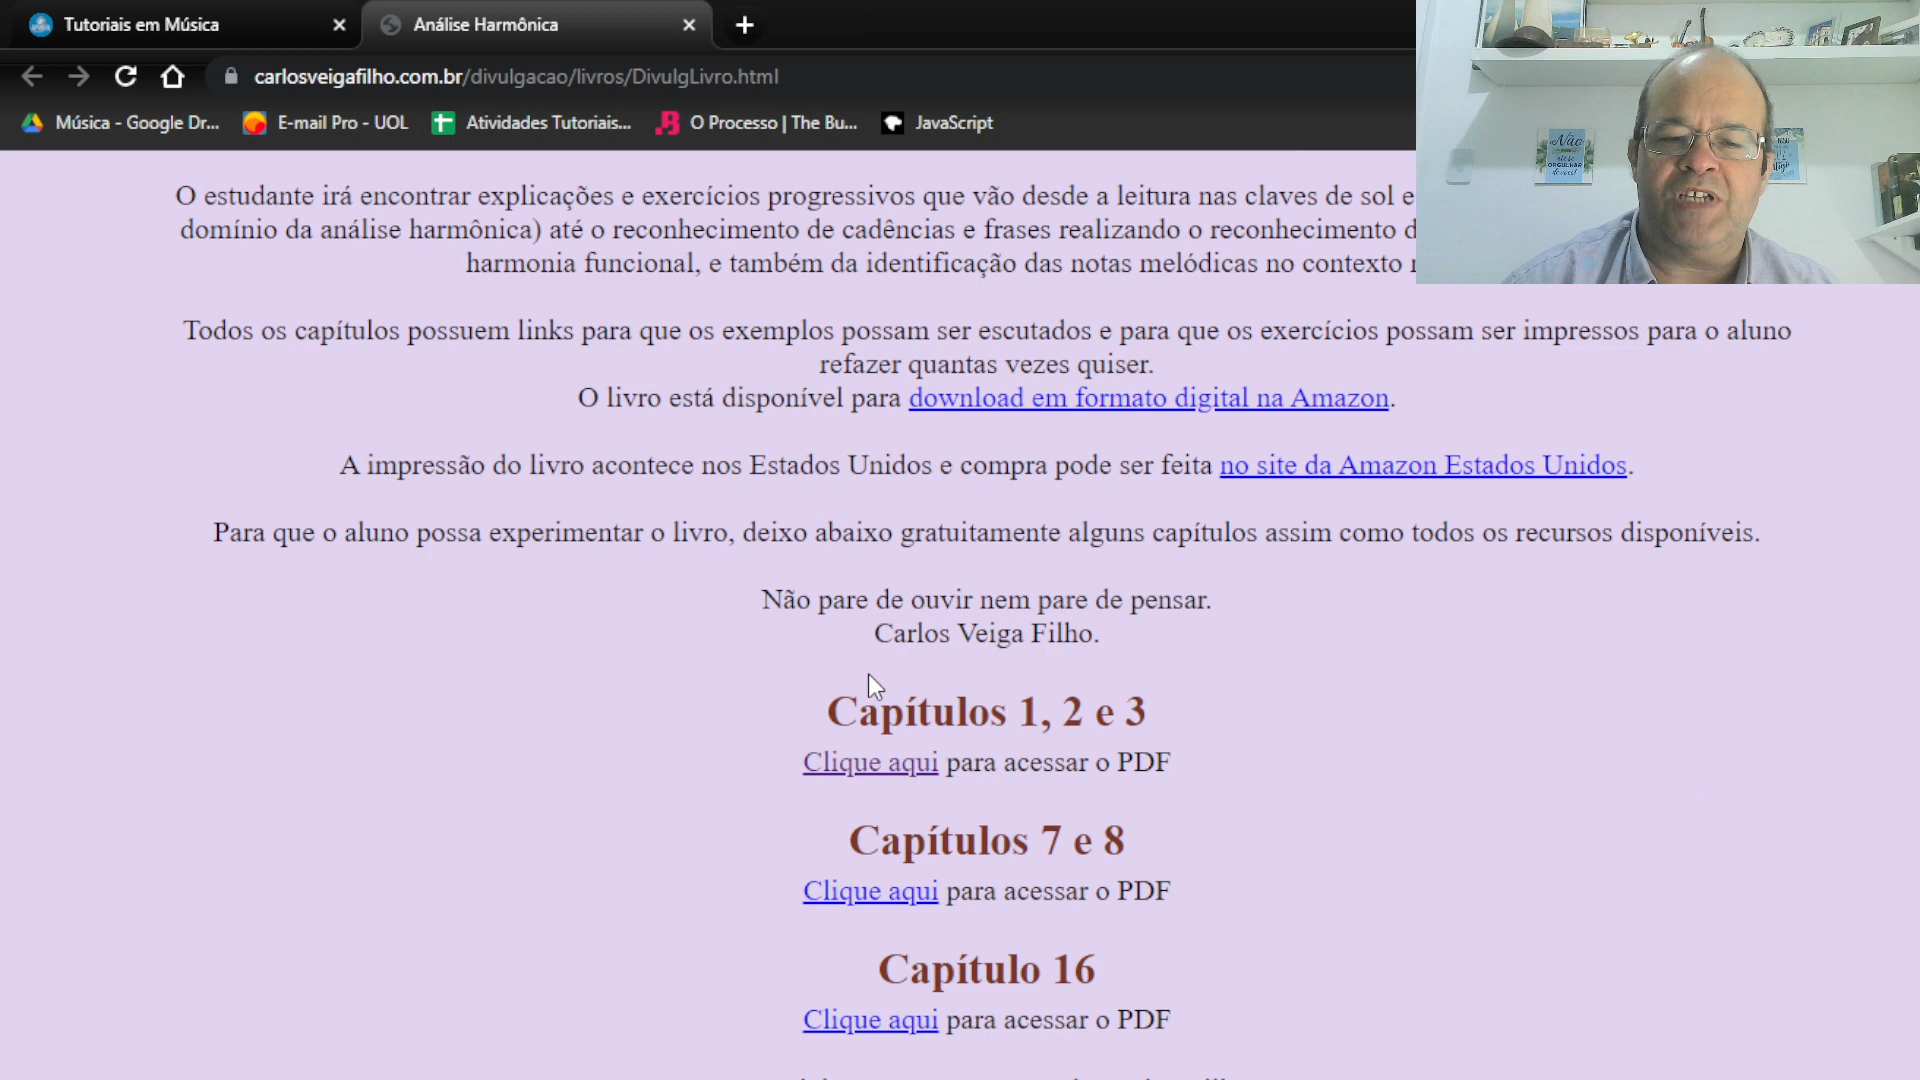 Tutoriais em Música
Análise Harmônica
carlosveigafilho.com.br/divulgacao/livros/DivulgLivro.html
Música - Google Dr...
E-mail Pro - UOL
Atividades Tutoriais...
O Processo | The Bu...
JavaScript
Não
ORGULHAR
O estudante irá encontrar explicações e exercícios progressivos que vão desde a leitura nas claves de sol e
domínio da análise harmônica) até o reconhecimento de cadências e frases realizando o reconhecimento d
harmonia funcional, e também da identificação das notas melódicas no contexto
Todos os capítulos possuem links para que os exemplos possam ser escutados e para que os exercícios possam ser impressos para o aluno
refazer quantas vezes quiser.
O livro está disponível para download em formato digital na Amazon.
A impressão do livro acontece nos Estados Unidos e compra pode ser feita no site da Amazon Estados Unidos.
Para que o aluno possa experimentar o livro, deixo abaixo gratuitamente alguns capítulos assim como todos os recursos disponíveis.
Não pare de ouvir nem pare de pensar.
Carlos Veiga Filho.
Capítulos 1, 2 e 3
Clique aqui para acessar o PDF
Capítulos 7 e 8
Clique aqui para acessar o PDF
Capítulo 16
Clique aqui para acessar o PDF